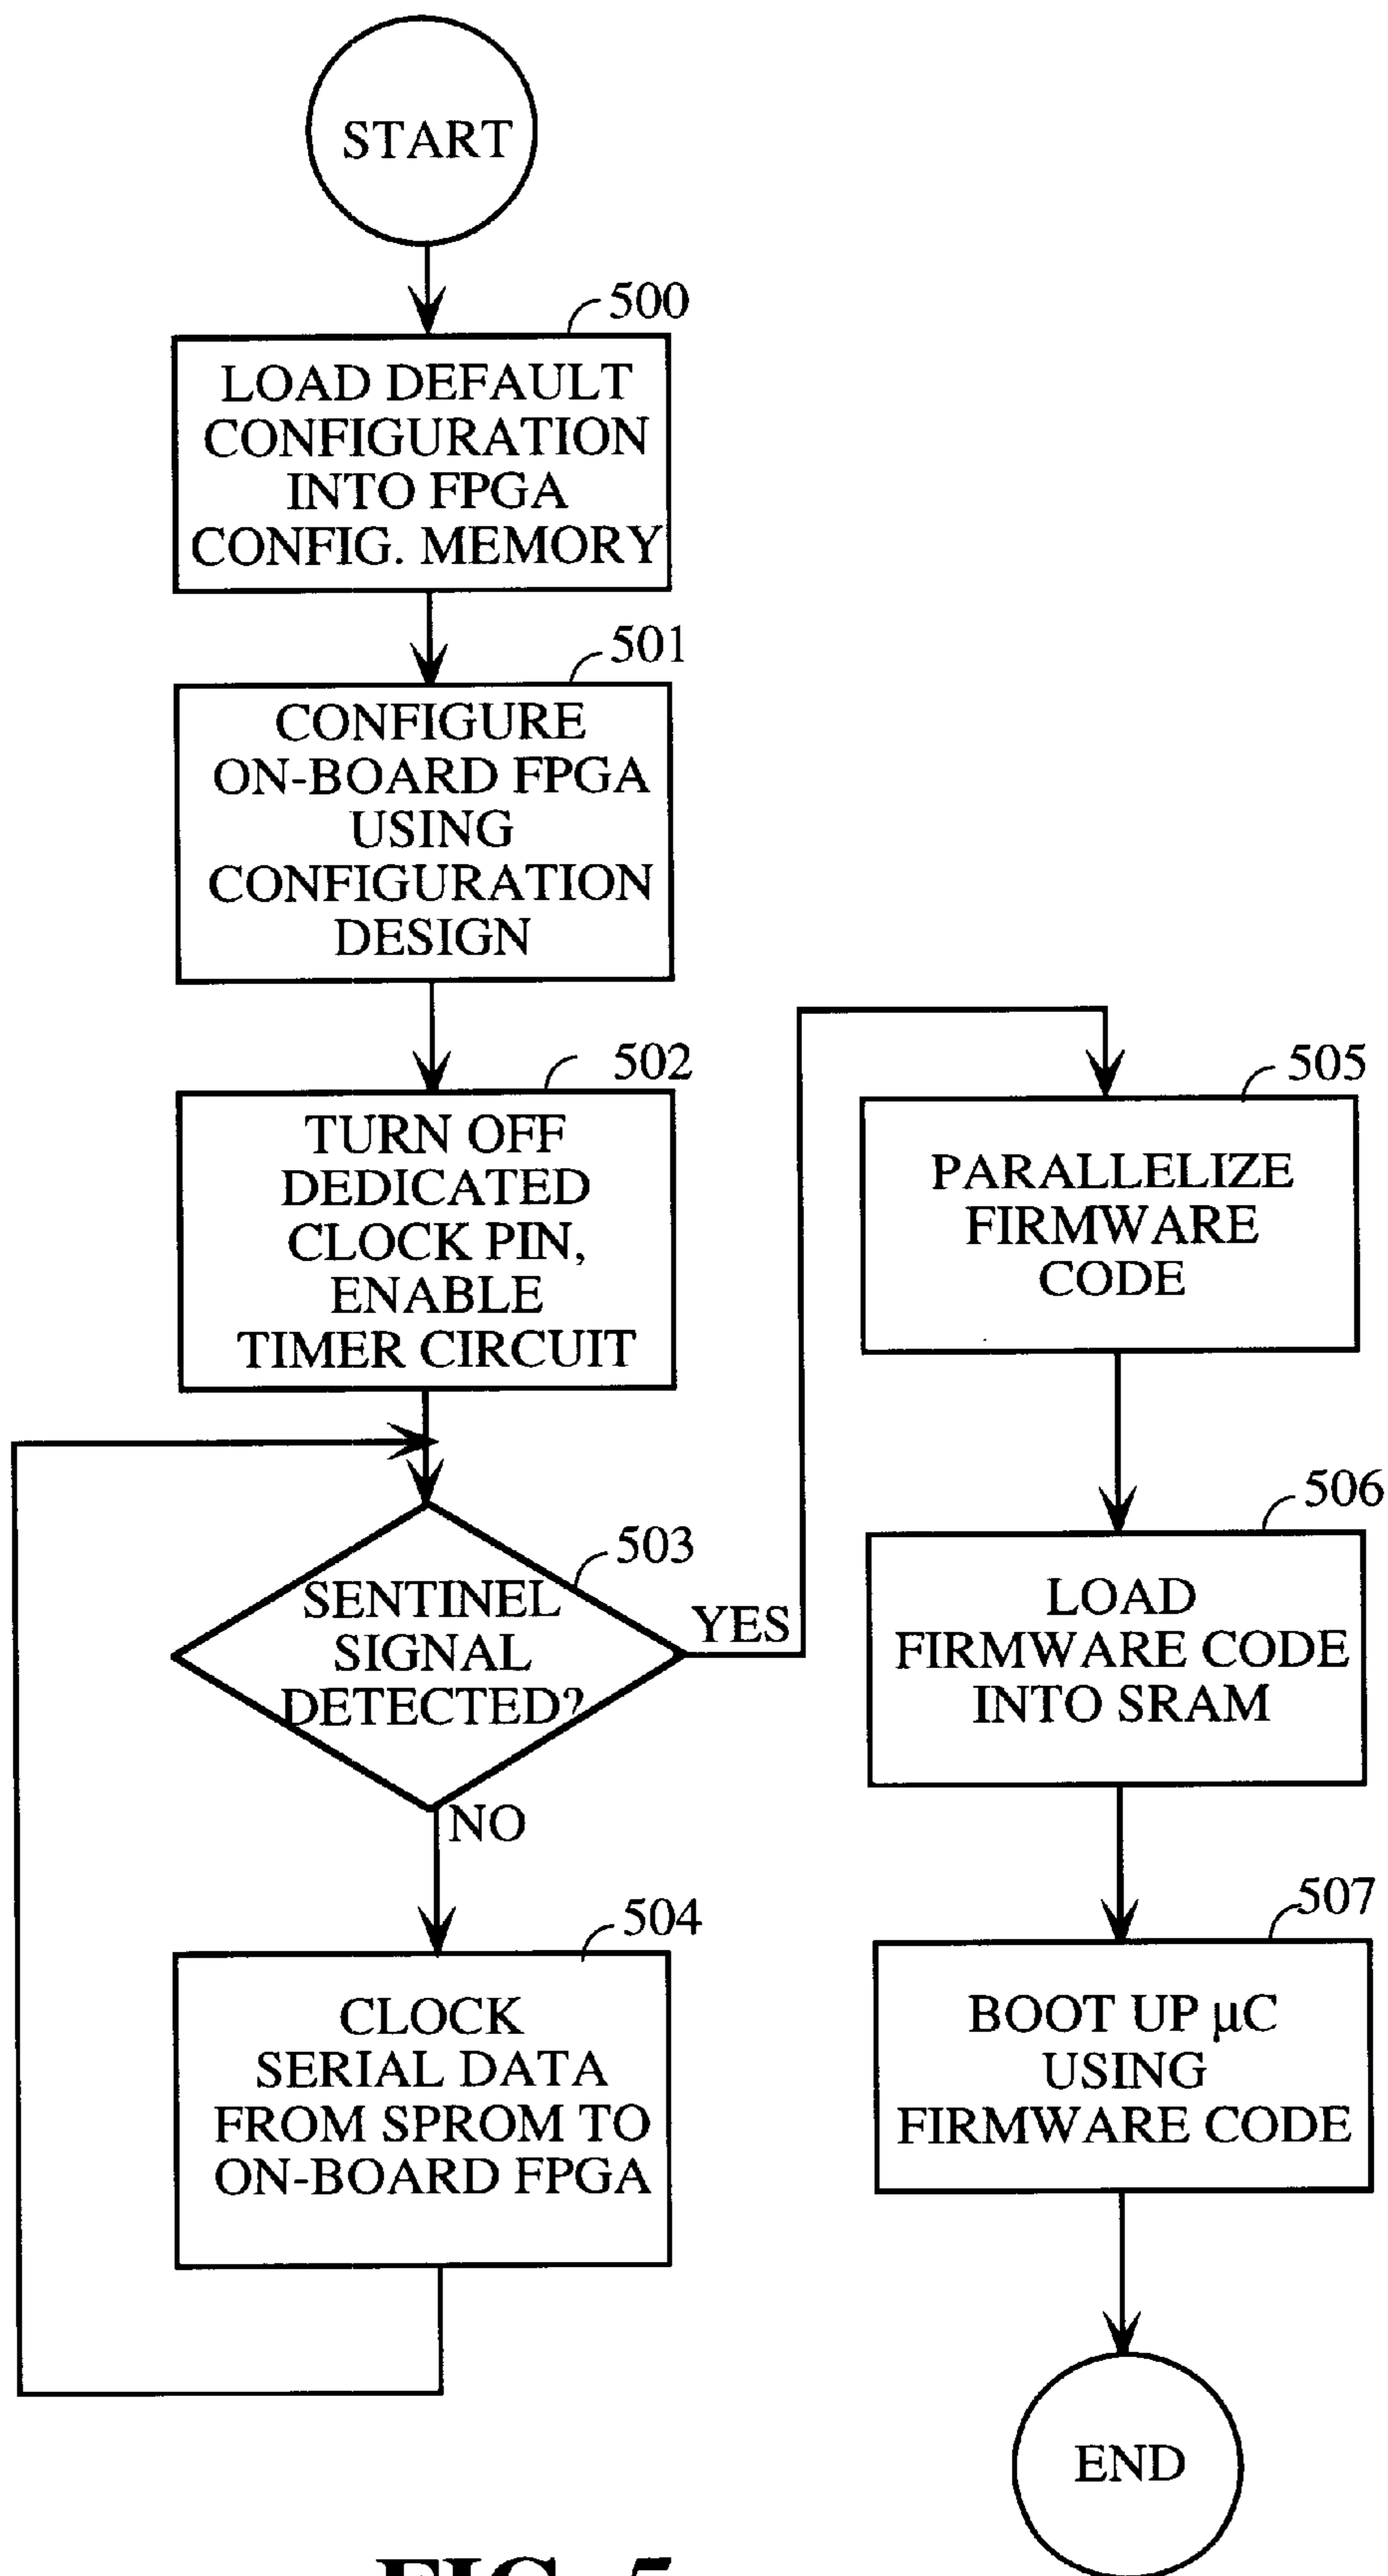 START
500
LOAD DEFAULT
CONFIGURATION
INTO FPGA
CONFIG. MEMORY
501
CONFIGURE
ON-BOARD FPGA
USING
CONFIGURATION
DESIGN
502
TURN OFF
DEDICATED
CLOCK PIN,
ENABLE
TIMER CIRCUIT
503
SENTINEL
SIGNAL
DETECTED?
YES
NO
504
CLOCK
SERIAL DATA
FROM SPROM TO
ON-BOARD FPGA
505
PARALLELIZE
FIRMWARE
CODE
506
LOAD
FIRMWARE CODE
INTO SRAM
507
BOOT UP µC
USING
FIRMWARE CODE
END
FIG. 5